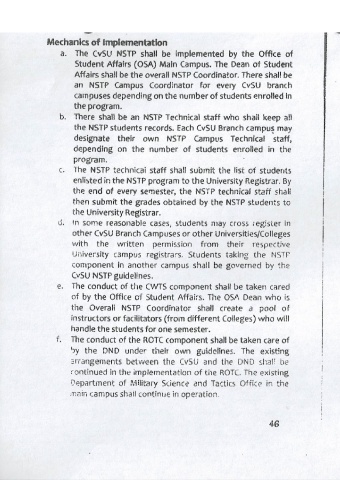 Mechanics of Implementation
a. The CvSU NSTP shall be implemented by the Office of
Student Affairs (OSA) Main Campus. The Dean of Student
Affairs shall be the overall NSTP Coordinator. There shall be
an NSTP Campus Coordinator for every CvSU branch
campuses depending on the number of students enrolled in
the program.
b. There shall be an NSTP Technical staff who shall keep all
the NSTP students records. Each CvSU Branch campus may
designate their own NSTP Campus Technical staff,
depending on the number of students enrolled in the
program.
c. The NSTP technical staff shall submit the list of students
enlisted in the NSTP program to the University Registrar. By
the end of every semester, the NSTP technical staff shall
then submit the grades obtained by the NSTP students to
the University Registrar.
d. In some reasonable cases, students may cross register in
other CvSU Branch Campuses or other Universities/Colleges
with the written permission from their respective
University campus registrars. Students taking the NSTP
component in another campus shall be governed by the
CvSU NSTP guidelines.
e. The conduct of the CWTS component shall be taken cared
of by the Office of Student Affairs. The OSA Dean who is
the Overall NSTP Coordinator shall create a pool of
instructors or facilitators (from different Colleges) who will
handle the students for one semester.
f. The conduct of the ROTC component shall be taken care of
by the DND under their own guidelines. The existing
arrangements between the CvSU and the DND shall be
continued in the implementation of the ROTC. The existing
Department of Military Science and Tactics Office in the
main campus shall continue in operation.
46